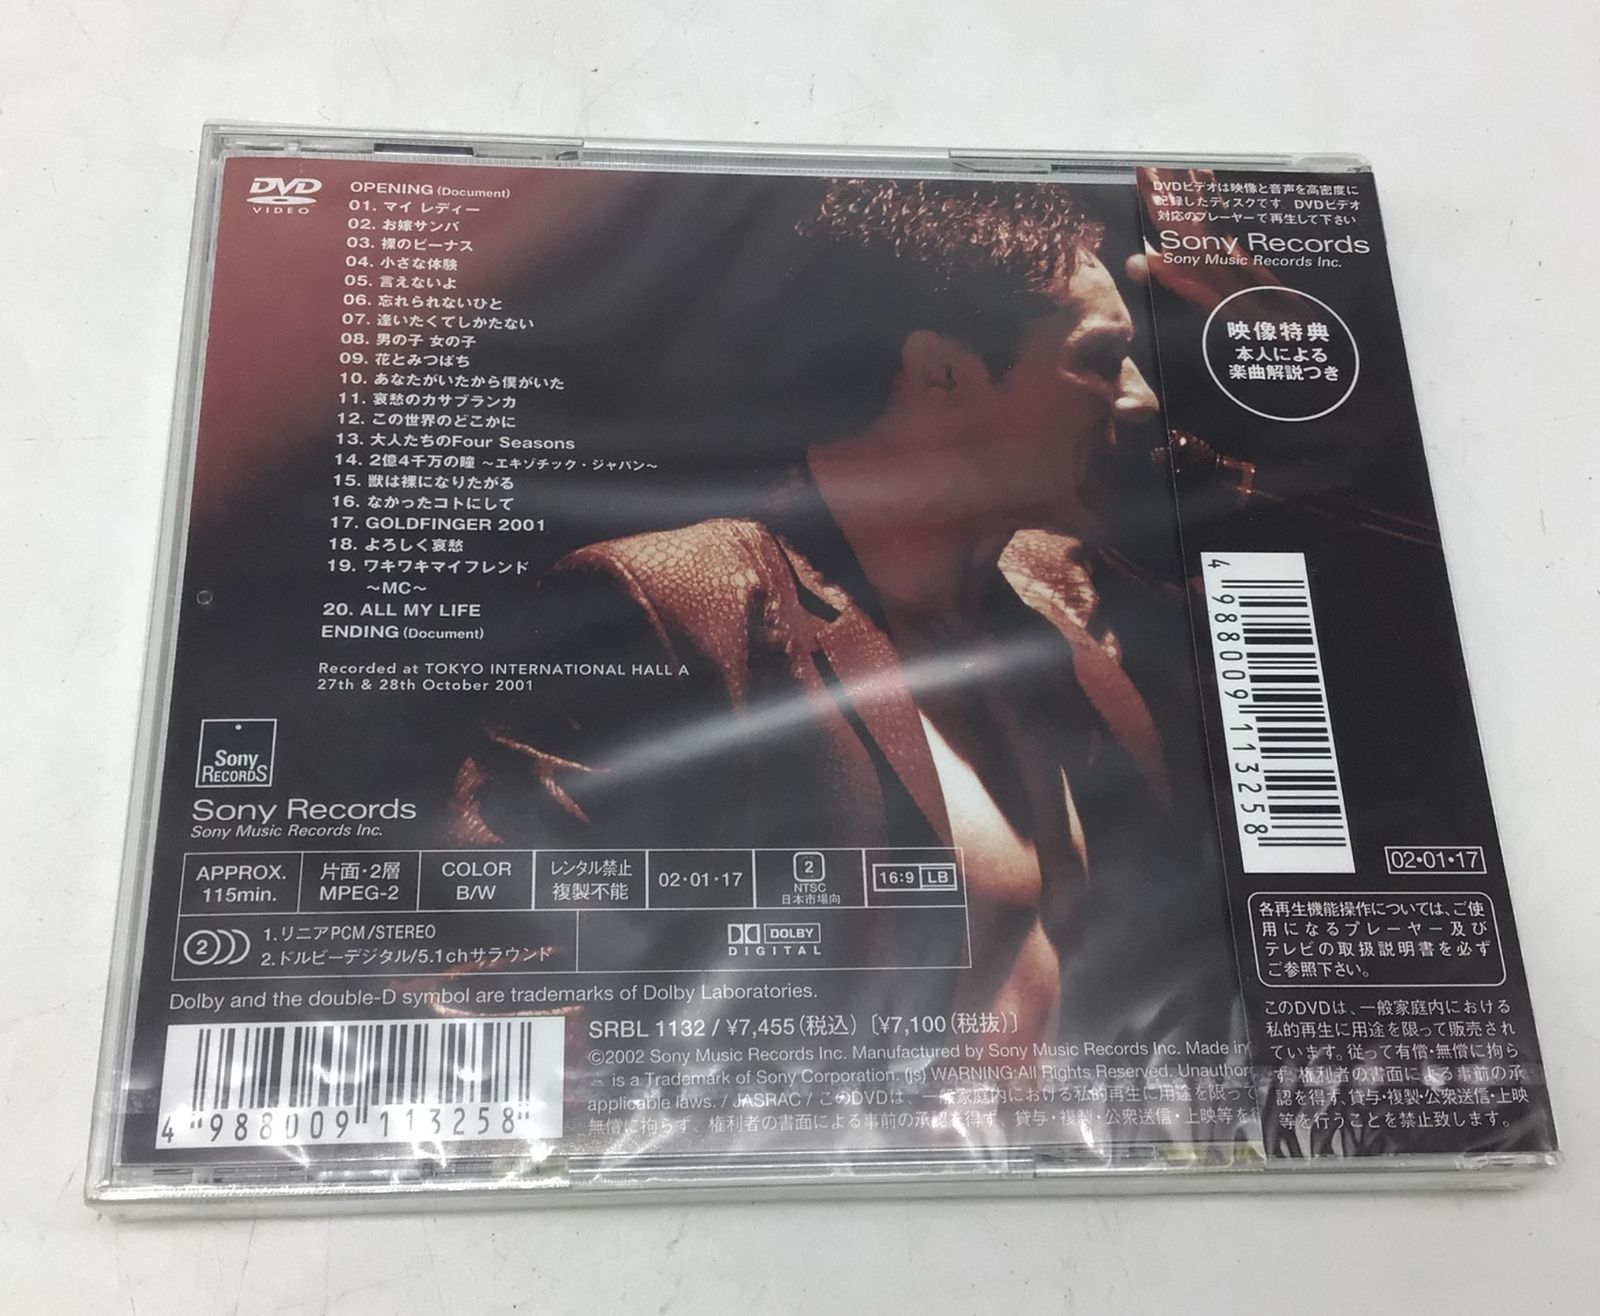 DVD
VIDEO
OPENING (Document)
01. マイ レディー
02. お嫁サンバ
03. 裸のビーナス
04. 小さな体験
05. 言えないよ
06. 忘れられないひと
07. 逢いたくてしかたない
08. 男の子 女の子
09. 花とみつばち
10. あなたがいたから僕がいた
11. 哀愁のカサブランカ
12. この世界のどこかに
13. 大人たちのFour Seasons
14. 2億4千万の瞳 ～エキゾチック・ジャパン～
15. 獣は裸になりたがる
16. なかったコトにして
17. GOLDFINGER 2001
18. よろしく哀愁
19. ワキワキマイフレンド
～MC～
20. ALL MY LIFE
ENDING (Document)
Recorded at TOKYO INTERNATIONAL HALL A
27th & 28th October 2001
Sony
RECORDS
Sony Records
Sony Music Records Inc.
APPROX.
115min.
片面・2層
MPEG-2
COLOR
B/W
レンタル禁止
複製不能
02・01・17
2
NTSC
日本市場向
16:9 LB
2
1.リニアPCM/STEREO
2.ドルビーデジタル/5.1chサラウンド
DOLBY
DIGITAL
Dolby and the double-D symbol are trademarks of Dolby Laboratories.
4 988009 113258
SRBL 1132 / ¥7,455(税込) [¥7,100(税抜)]
©2002 Sony Music Records Inc. Manufactured by Sony Music Records Inc. Made in
is a Trademark of Sony Corporation. (js) WARNING:All Rights Reserved. Unauthor
applicable laws. / JASRAC / このDVDは、一般家庭内における私的再生に用途を限って
無償に拘らず、権利者の書面による事前の承認を得ず、貸与・複製・公衆送信・上映等を行
DVDビデオは映像と音声を高密度に
記録したディスクです DVDビデオ
対応のプレーヤーで再生して下さい
Sony Records
Sony Music Records Inc.
映像特典
本人による
楽曲解説つき
4 988009 113258
02・01・17
各再生機能操作については、ご使
用になるプレーヤー及び
テレビの取扱説明書を必ず
ご参照下さい。
このDVDは、一般家庭内における
私的再生に用途を限って販売され
ています。従って有償・無償に拘ら
ず、権利者の書面による事前の承
認を得ず、貸与・複製・公衆送信・上映
等を行うことを禁止致します。